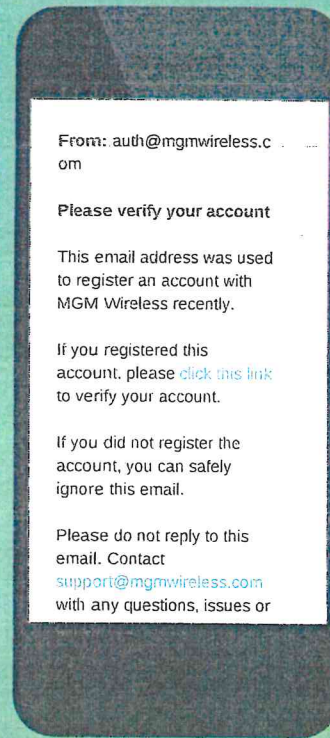 From: auth@mgmwireless.c
om
Please verify your account
This email address was used
to register an account with
MGM Wireless recently.
If you registered this
account, please click this link
to verify your account.
If you did not register the
account, you can safely
ignore this email.
Please do not reply to this
email. Contact
support@mgmwireless.com
with any questions, issues or